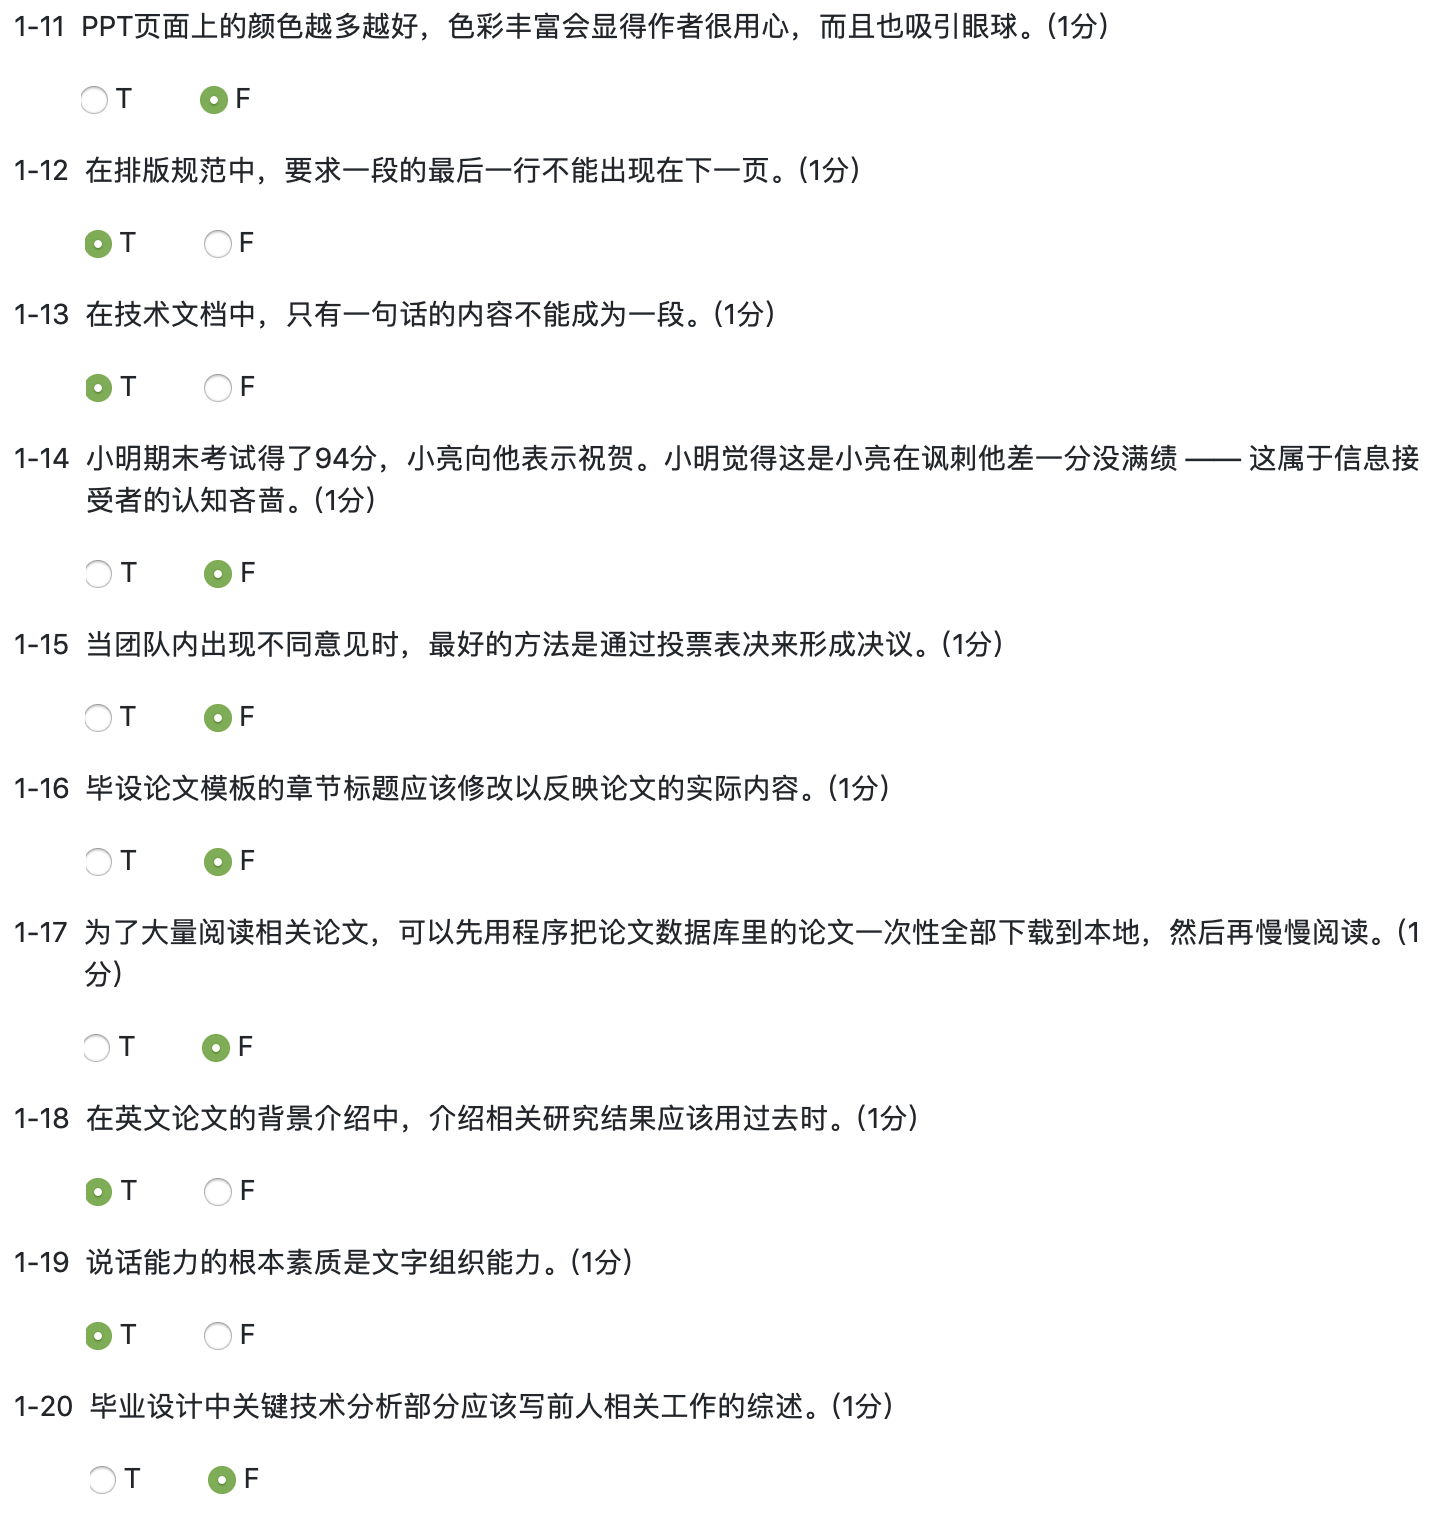 1-11 PPT页面上的颜色越多越好，色彩丰富会显得作者很用心，而且也吸引眼球。(1分)
T F
1-12 在排版规范中，要求一段的最后一行不能出现在下一页。(1分)
T F
1-13 在技术文档中，只有一句话的内容不能成为一段。(1分)
T F
1-14 小明期末考试得了94分，小亮向他表示祝贺。小明觉得这是小亮在讽刺他差一分没满绩 —— 这属于信息接
受者的认知吝啬。(1分)
T F
1-15 当团队内出现不同意见时，最好的方法是通过投票表决来形成决议。(1分)
T F
1-16 毕设论文模板的章节标题应该修改以反映论文的实际内容。(1分)
T F
1-17 为了大量阅读相关论文，可以先用程序把论文数据库里的论文一次性全部下载到本地，然后再慢慢阅读。(1
分)
T F
1-18 在英文论文的背景介绍中，介绍相关研究结果应该用过去时。(1分)
T F
1-19 说话能力的根本素质是文字组织能力。(1分)
T F
1-20 毕业设计中关键技术分析部分应该写前人相关工作的综述。(1分)
T F